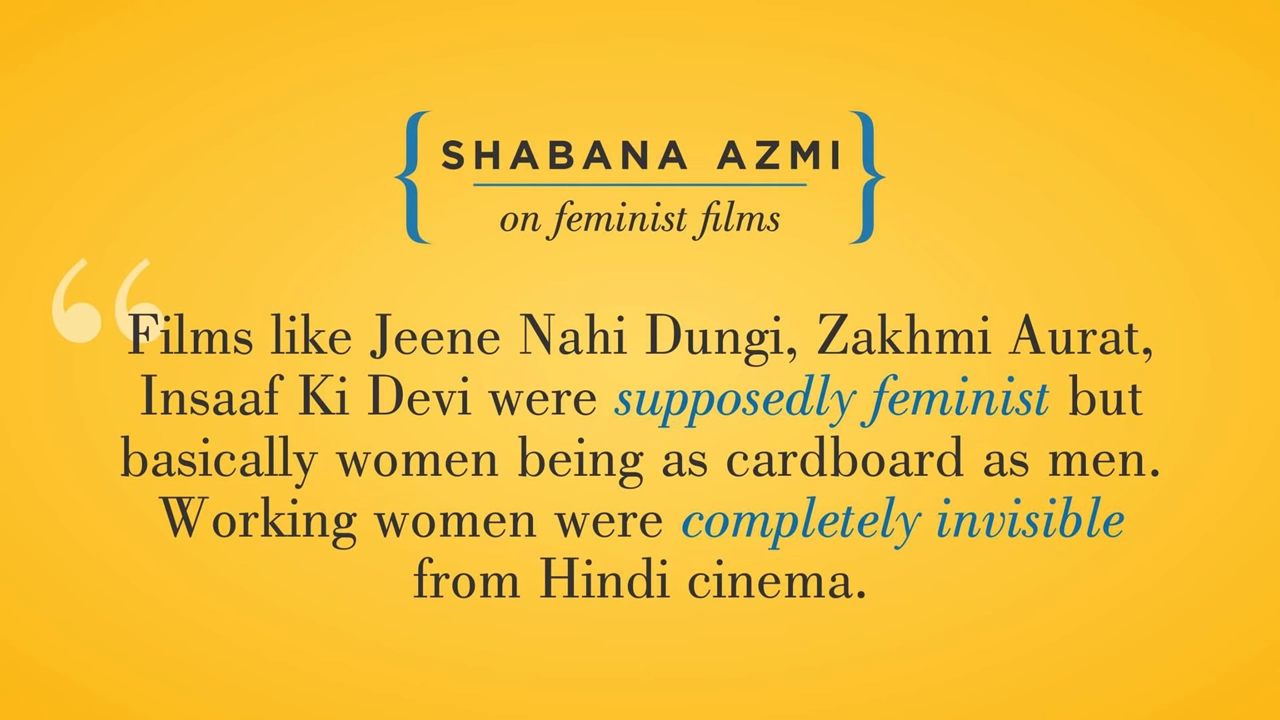 { SHABANA AZMI }
on feminist films
“Films like Jeene Nahi Dungi, Zakhmi Aurat,
Insaaf Ki Devi were supposedly feminist but
basically women being as cardboard as men.
Working women were completely invisible
from Hindi cinema.